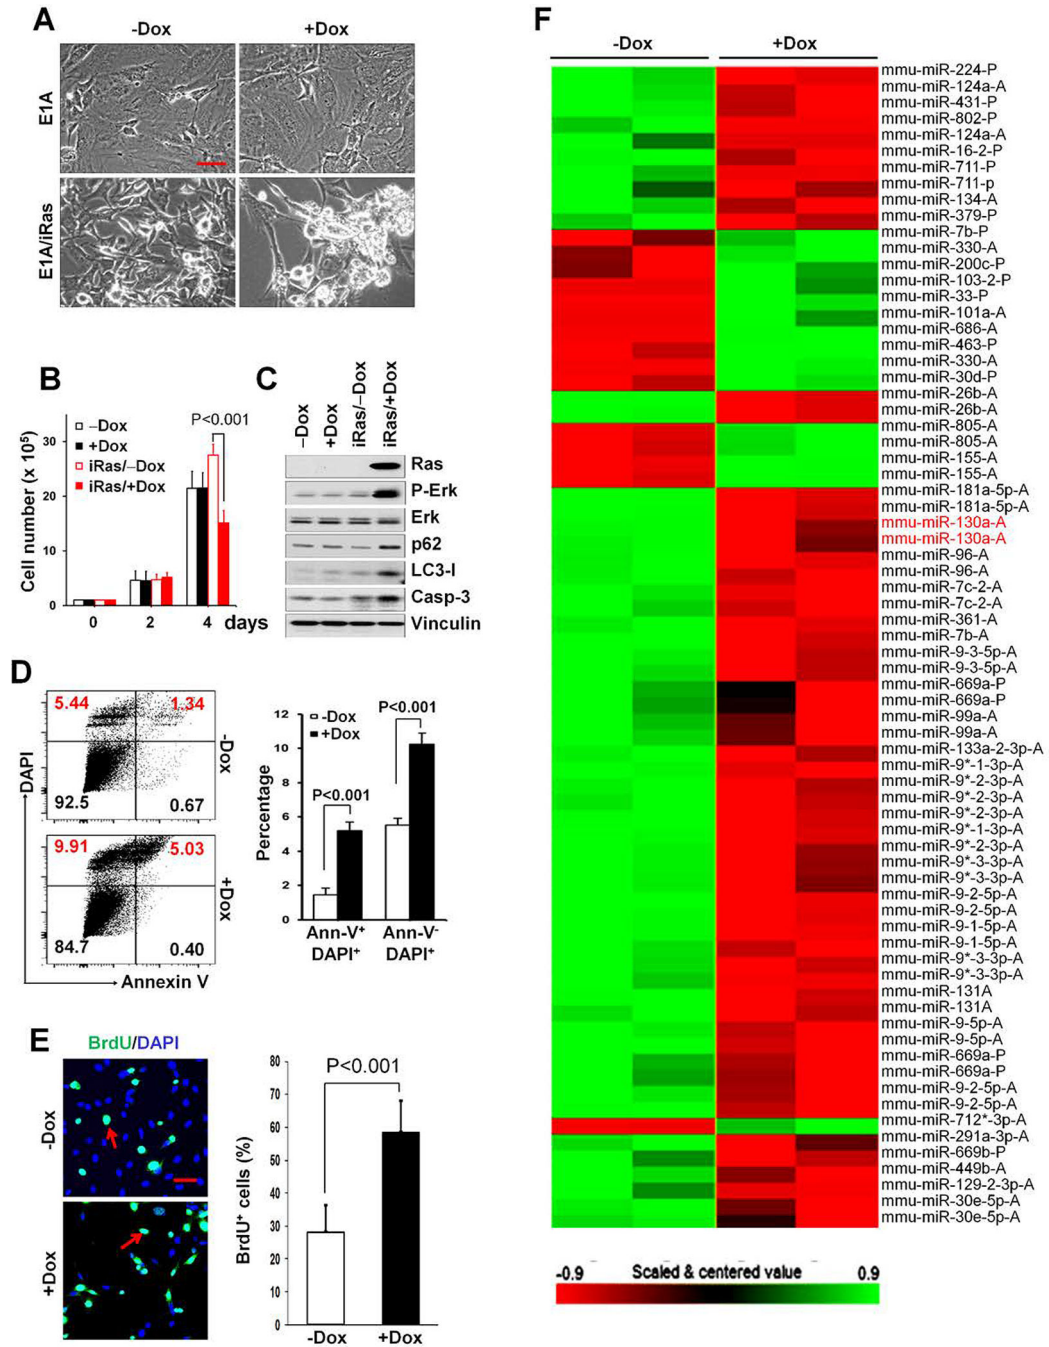 A
-Dox
+Dox
E1A
E1A/iRas
B
Cell number (x 10⁵)
30
20
10
0
–Dox
+Dox
iRas/–Dox
iRas/+Dox
P<0.001
0
2
4
days
C
–Dox
+Dox
iRas/–Dox
iRas/+Dox
Ras
P-Erk
Erk
p62
LC3-I
Casp-3
Vinculin
D
DAPI
5.44
1.34
92.5
0.67
-Dox
9.91
5.03
84.7
0.40
+Dox
Annexin V
Percentage
12
10
8
6
4
2
0
-Dox
+Dox
P<0.001
P<0.001
Ann-V⁺
DAPI⁺
Ann-V⁻
DAPI⁺
E
BrdU/DAPI
-Dox
+Dox
BrdU⁺ cells (%)
80
70
60
50
40
30
20
10
0
P<0.001
-Dox
+Dox
F
-Dox
+Dox
mmu-miR-224-P
mmu-miR-124a-A
mmu-miR-431-P
mmu-miR-802-P
mmu-miR-124a-A
mmu-miR-16-2-P
mmu-miR-711-P
mmu-miR-711-p
mmu-miR-134-A
mmu-miR-379-P
mmu-miR-7b-P
mmu-miR-330-A
mmu-miR-200c-P
mmu-miR-103-2-P
mmu-miR-33-P
mmu-miR-101a-A
mmu-miR-686-A
mmu-miR-463-P
mmu-miR-330-A
mmu-miR-30d-P
mmu-miR-26b-A
mmu-miR-26b-A
mmu-miR-805-A
mmu-miR-805-A
mmu-miR-155-A
mmu-miR-155-A
mmu-miR-181a-5p-A
mmu-miR-181a-5p-A
mmu-miR-130a-A
mmu-miR-130a-A
mmu-miR-96-A
mmu-miR-96-A
mmu-miR-7c-2-A
mmu-miR-7c-2-A
mmu-miR-361-A
mmu-miR-7b-A
mmu-miR-9-3-5p-A
mmu-miR-9-3-5p-A
mmu-miR-669a-P
mmu-miR-669a-P
mmu-miR-99a-A
mmu-miR-99a-A
mmu-miR-133a-2-3p-A
mmu-miR-9*-1-3p-A
mmu-miR-9*-2-3p-A
mmu-miR-9*-2-3p-A
mmu-miR-9*-2-3p-A
mmu-miR-9*-1-3p-A
mmu-miR-9*-2-3p-A
mmu-miR-9*-3-3p-A
mmu-miR-9*-3-3p-A
mmu-miR-9-2-5p-A
mmu-miR-9-2-5p-A
mmu-miR-9-1-5p-A
mmu-miR-9-1-5p-A
mmu-miR-9*-3-3p-A
mmu-miR-9*-3-3p-A
mmu-miR-131A
mmu-miR-131A
mmu-miR-9-5p-A
mmu-miR-9-5p-A
mmu-miR-669a-P
mmu-miR-669a-P
mmu-miR-9-2-5p-A
mmu-miR-9-2-5p-A
mmu-miR-712*-3p-A
mmu-miR-291a-3p-A
mmu-miR-669b-P
mmu-miR-449b-A
mmu-miR-129-2-3p-A
mmu-miR-30e-5p-A
mmu-miR-30e-5p-A
-0.9
Scaled & centered value
0.9